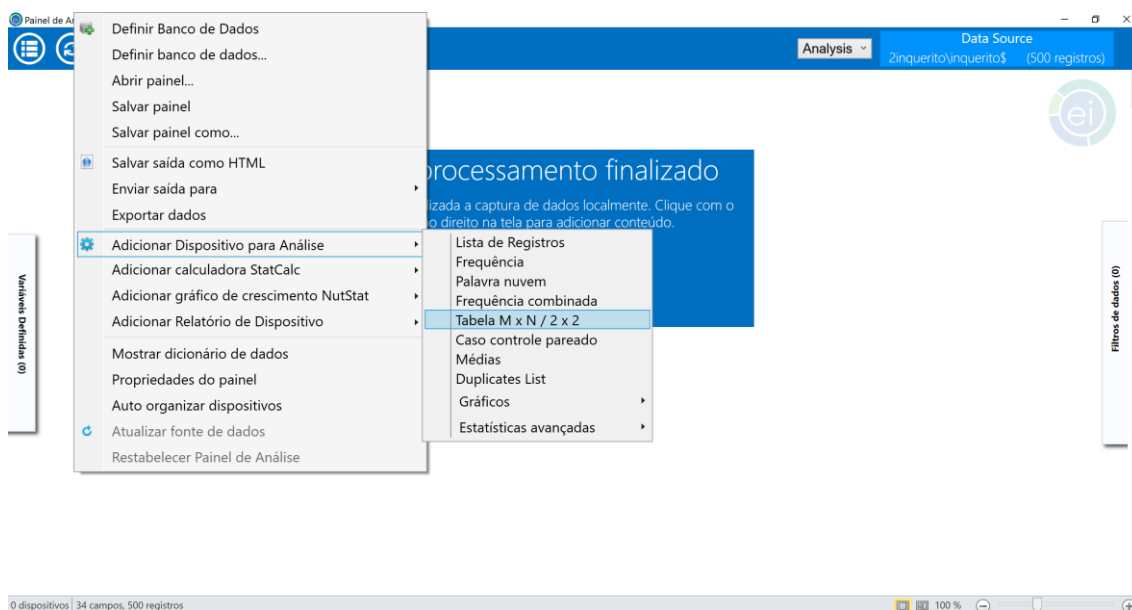 Painel de A
Analysis
Data Source
2inquerito\inquerito$ (500 registros)
ei
Definir Banco de Dados
Definir banco de dados...
Abrir painel...
Salvar painel
Salvar painel como...
Salvar saída como HTML
Enviar saída para
Exportar dados
Adicionar Dispositivo para Análise
Adicionar calculadora StatCalc
Adicionar gráfico de crescimento NutStat
Adicionar Relatório de Dispositivo
Mostrar dicionário de dados
Propriedades do painel
Auto organizar dispositivos
Atualizar fonte de dados
Restabelecer Painel de Análise
rocessamento finalizado
izada a captura de dados localmente. Clique com o
o direito na tela para adicionar conteúdo.
Lista de Registros
Frequência
Palavra nuvem
Frequência combinada
Tabela M x N / 2 x 2
Caso controle pareado
Médias
Duplicates List
Gráficos
Estatísticas avançadas
Variáveis Definidas (0)
Filtros de dados (0)
0 dispositivos 34 campos, 500 registros
100 %